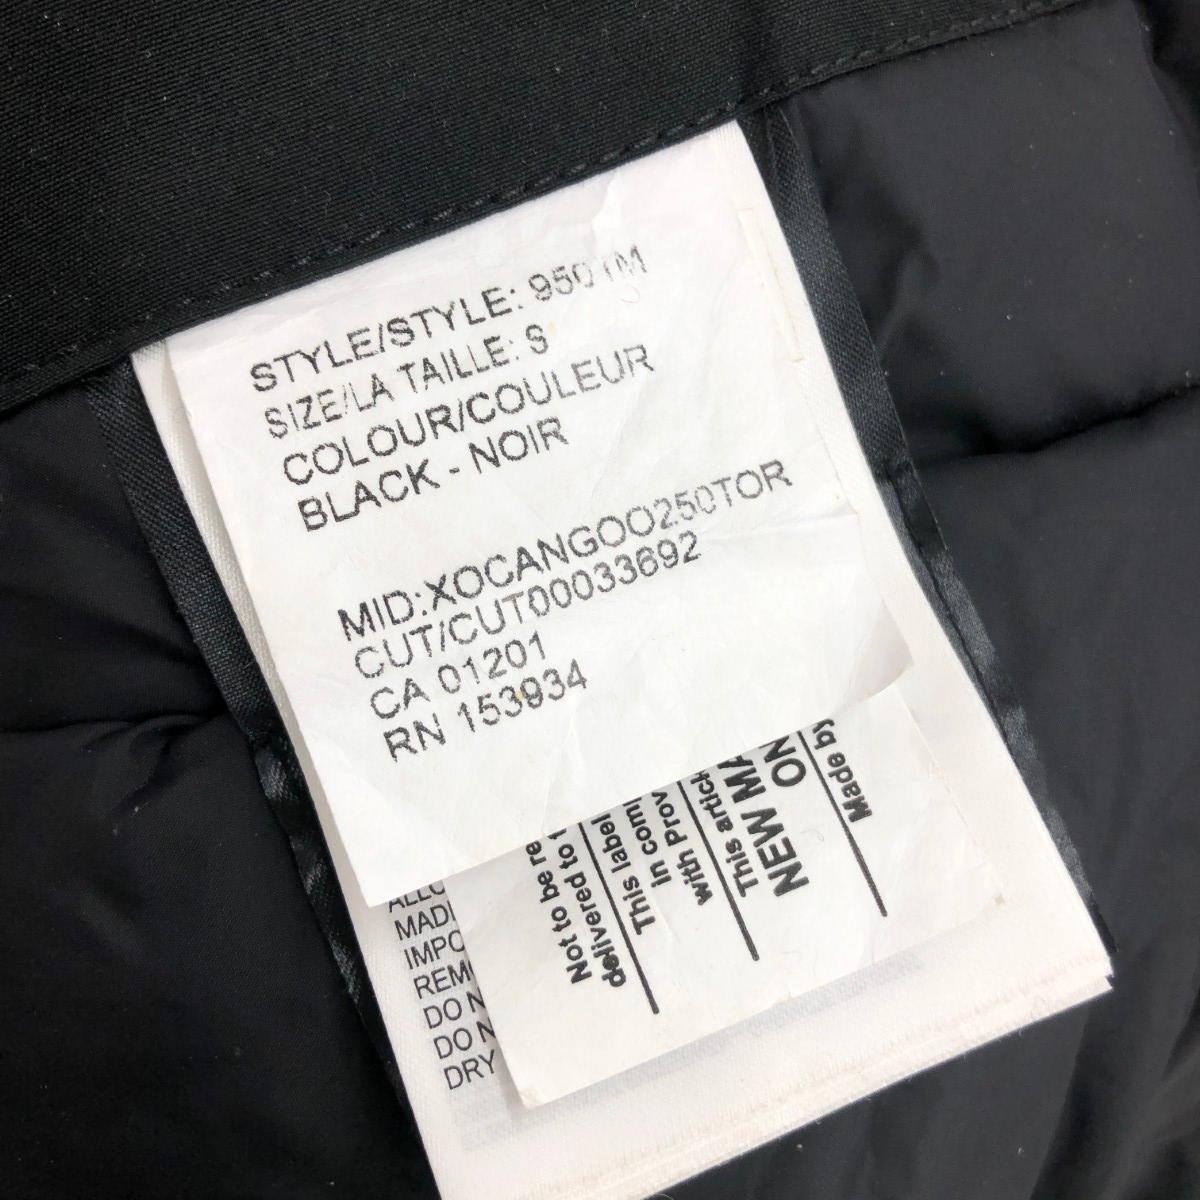 STYLE/STYLE: 9501M
SIZE/LA TAILLE: S
COLOUR/COULEUR
BLACK - NOIR
MID:XOCANGOO250TOR
CUT/CUT00033692
CA 01201
RN 153934
Not to be re
delivered to
This label
In com
with Prov
This artic
NEW MA
ON
Made by
MADE
IMPO
REM
DO N
DO N
DRY